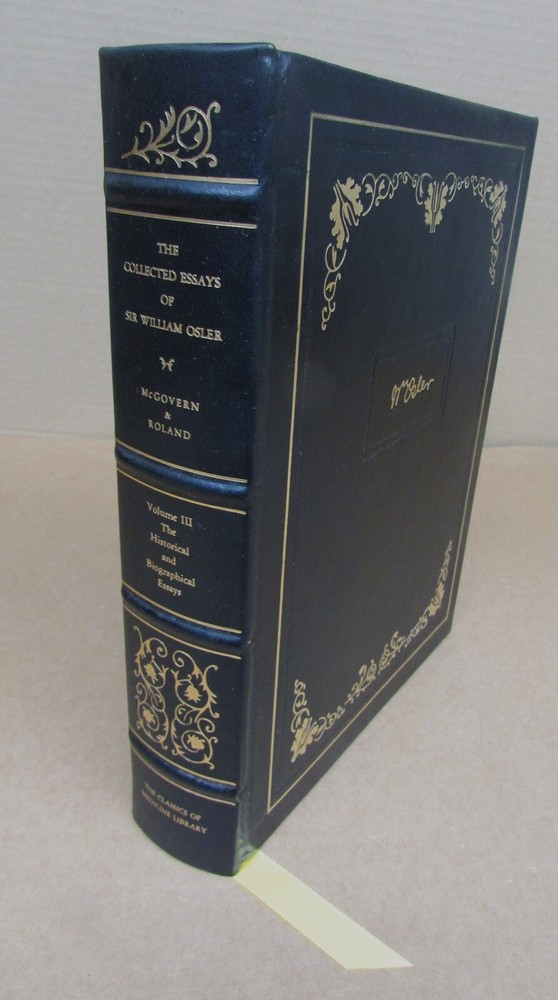 THE
COLLECTED ESSAYS
OF
SIR WILLIAM OSLER
McGOVERN
&
ROLAND
Volume III
The
Historical
and
Biographical
Essays
THE CLASSICS OF
MEDICINE LIBRARY
Wm Osler